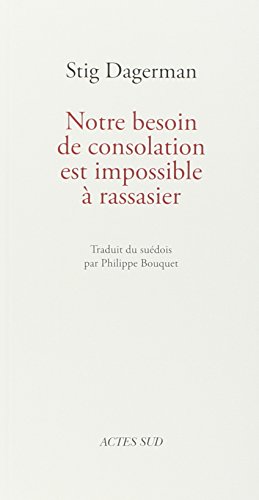 Stig Dagerman
Notre besoin
de consolation
est impossible
à rassasier
Traduit du suédois
par Philippe Bouquet
ACTES SUD